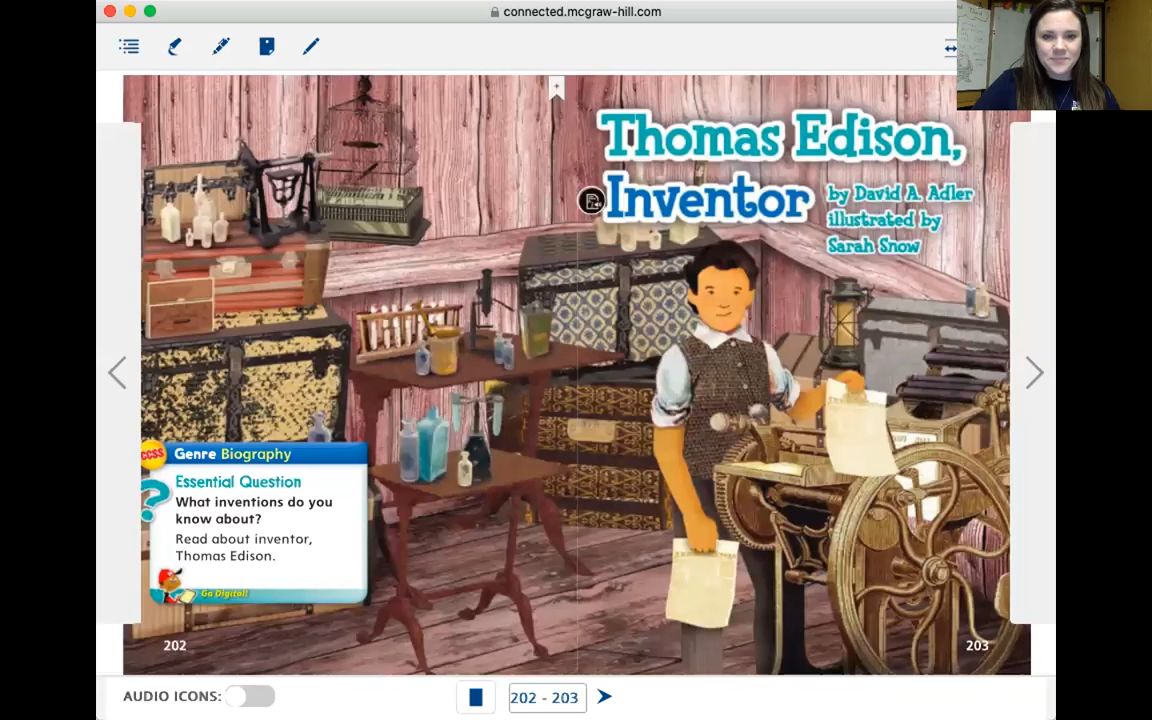 connected.mcgraw-hill.com
Thomas Edison,
Inventor
by David A. Adler
illustrated by
Sarah Snow
CCSS
Genre Biography
?
Essential Question
What inventions do you
know about?
Read about inventor,
Thomas Edison.
Go Digital!
202
203
AUDIO ICONS:
202 - 203